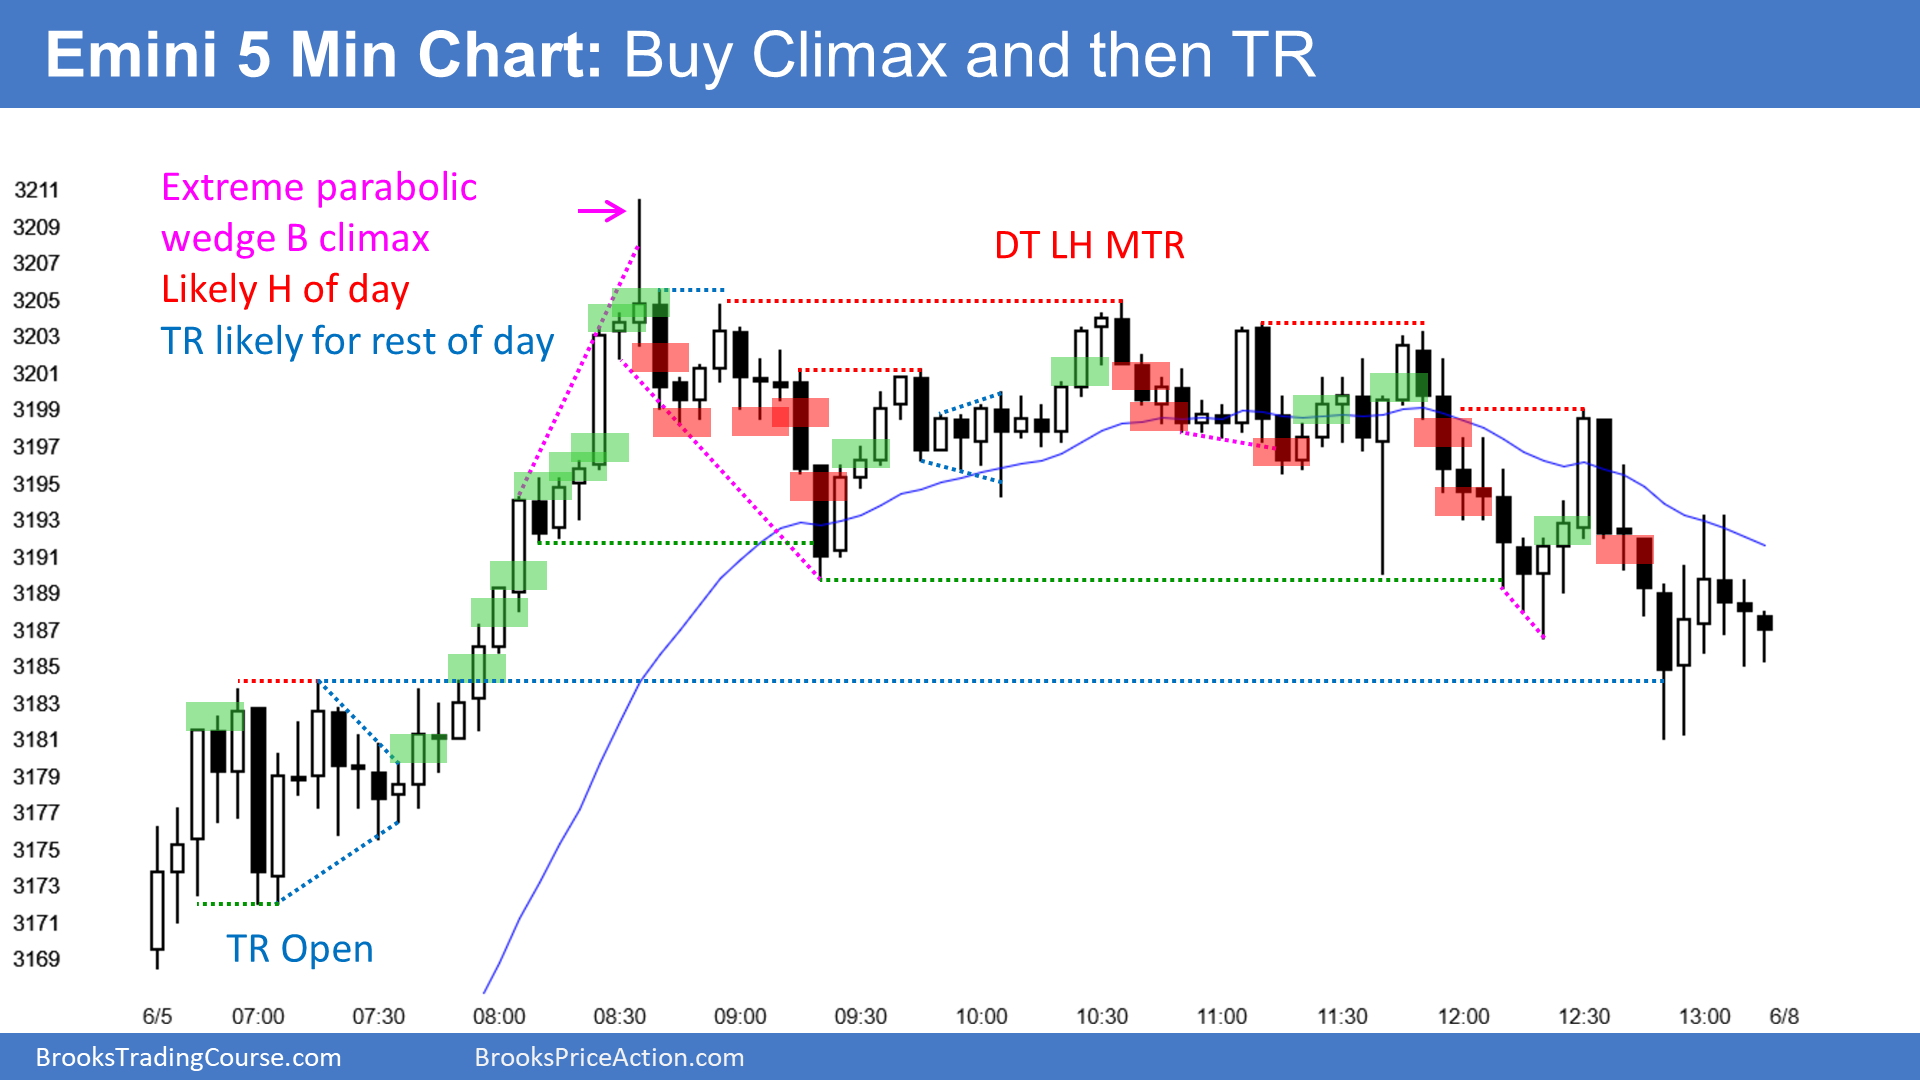 Emini 5 Min Chart: Buy Climax and then TR
Extreme parabolic
wedge B climax
Likely H of day
TR likely for rest of day
DT LH MTR
TR Open
3211
3209
3207
3205
3203
3201
3199
3197
3195
3193
3191
3189
3187
3185
3183
3181
3179
3177
3175
3173
3171
3169
6/5 07:00 07:30 08:00 08:30 09:00 09:30 10:00 10:30 11:00 11:30 12:00 12:30 13:00 6/8
BrooksTradingCourse.com BrooksPriceAction.com